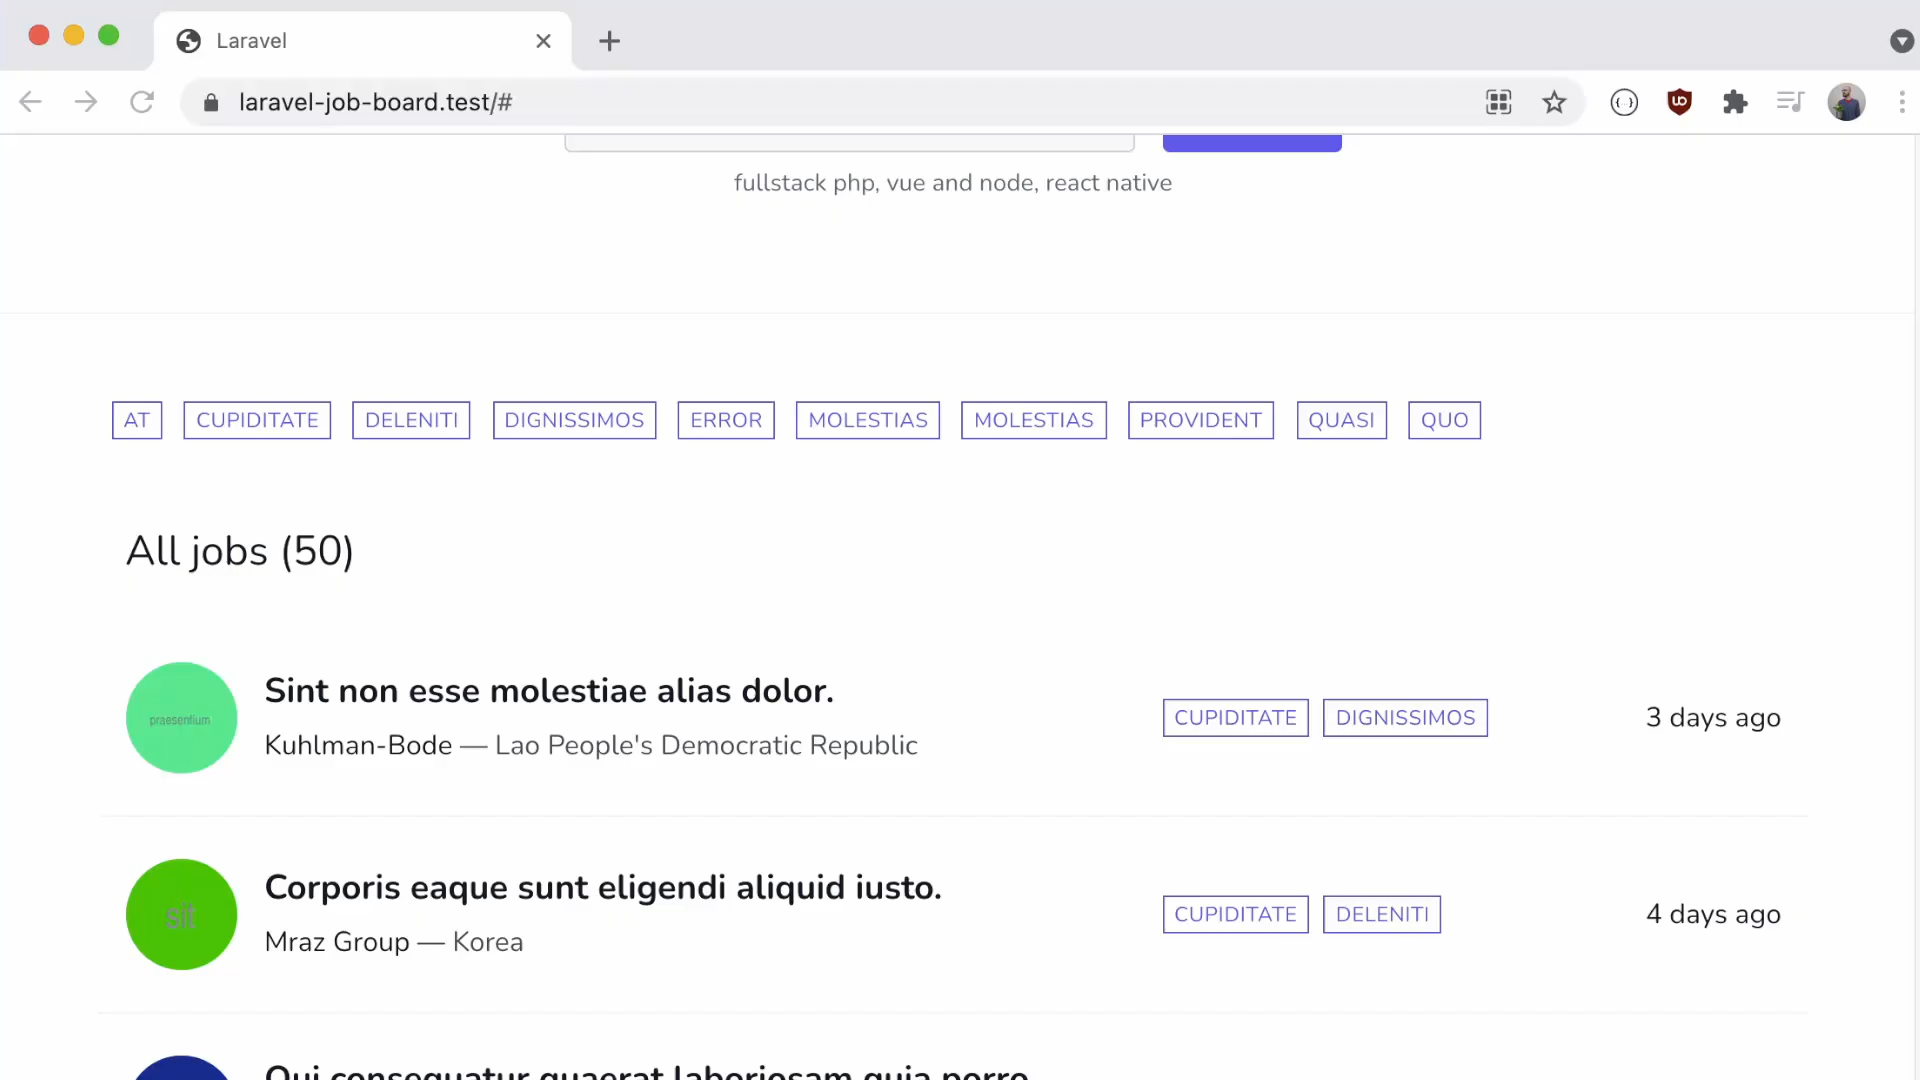 Laravel
laravel-job-board.test/#
fullstack php, vue and node, react native
AT CUPIDITATE DELENITI DIGNISSIMOS ERROR MOLESTIAS MOLESTIAS PROVIDENT QUASI QUO
All jobs (50)
praesentium
Sint non esse molestiae alias dolor.
Kuhlman-Bode — Lao People's Democratic Republic
CUPIDITATE DIGNISSIMOS
3 days ago
sit
Corporis eaque sunt eligendi aliquid iusto.
Mraz Group — Korea
CUPIDITATE DELENITI
4 days ago
Qui consequatur quaerat laboriosam quia porro